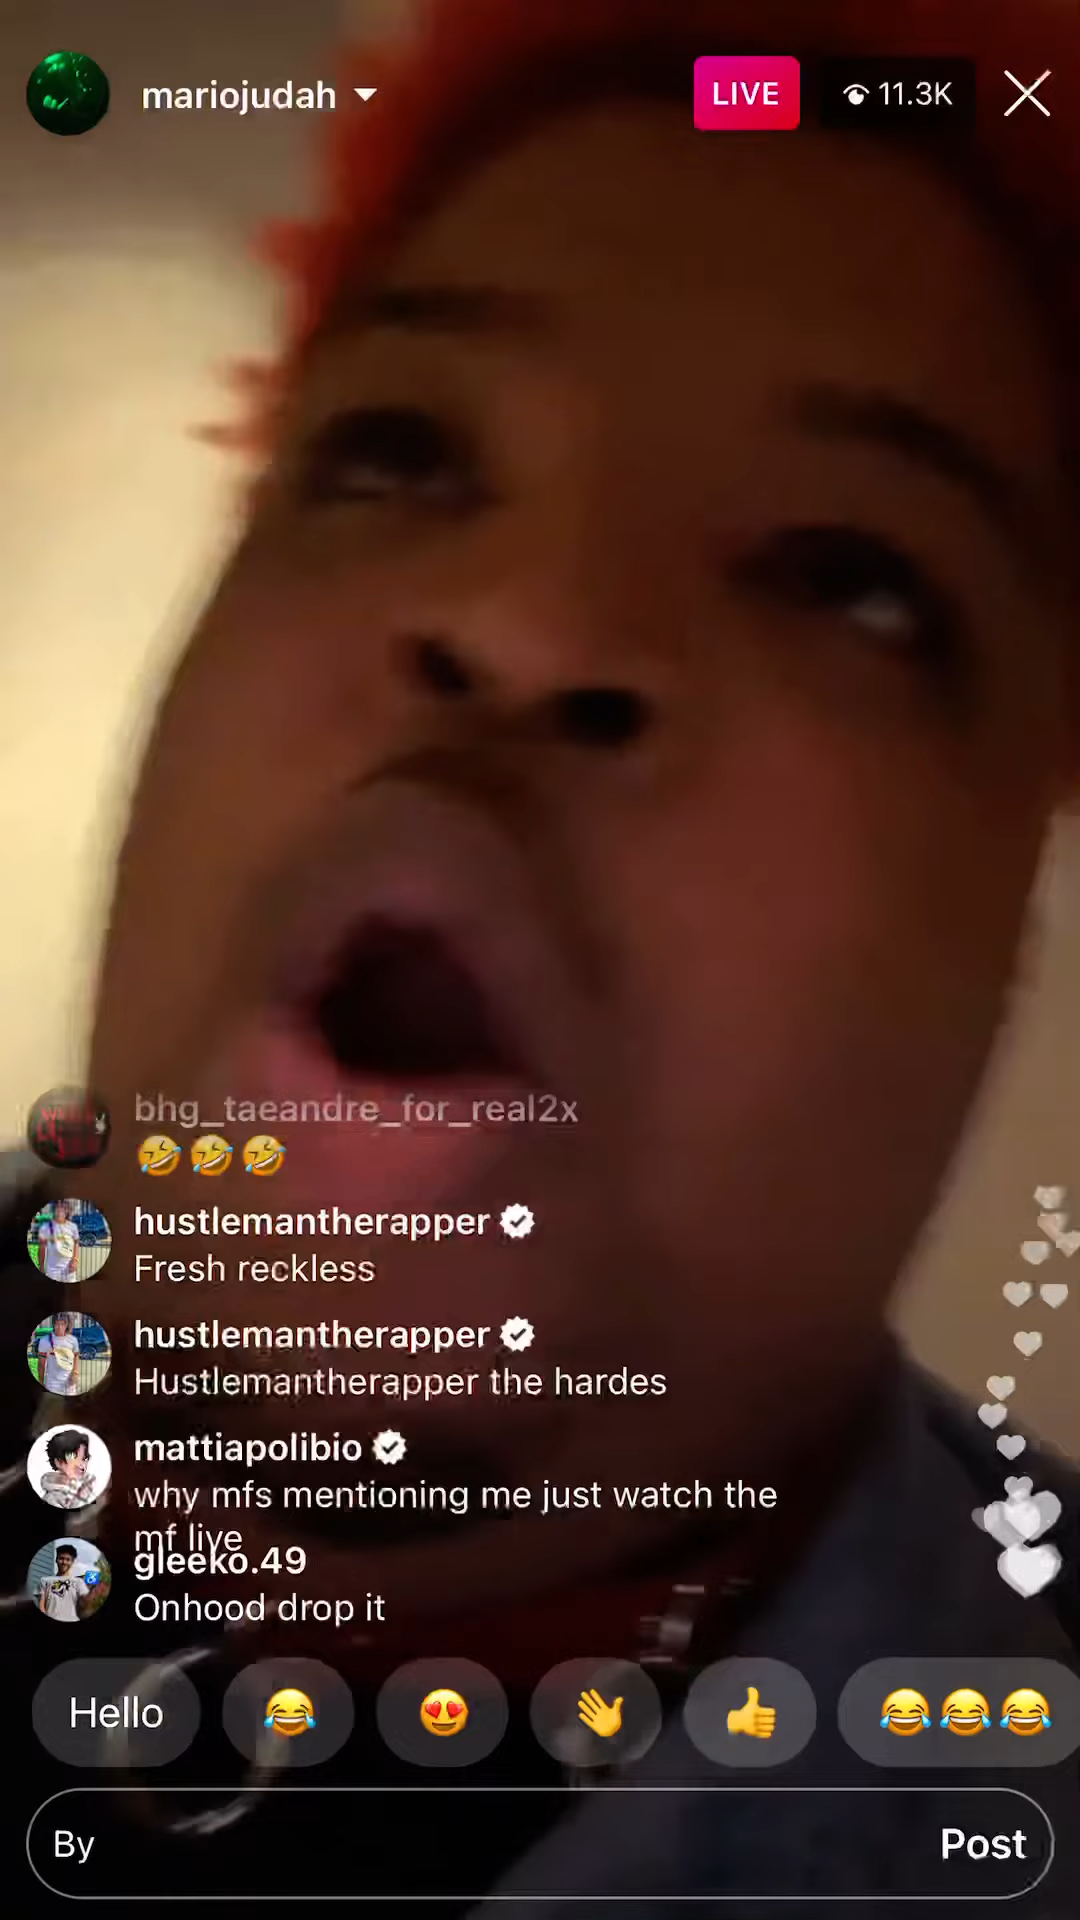 mariojudah
LIVE
11.3K
bhg_taeandre_for_real2x
🤣🤣🤣
hustlemantherapper
Fresh reckless
hustlemantherapper
Hustlemantherapper the hardes
mattiapolibio
why mfs mentioning me just watch the
mf live
gleeko.49
Onhood drop it
Hello 😂 😍 👋 👍 😂😂😂
By
Post